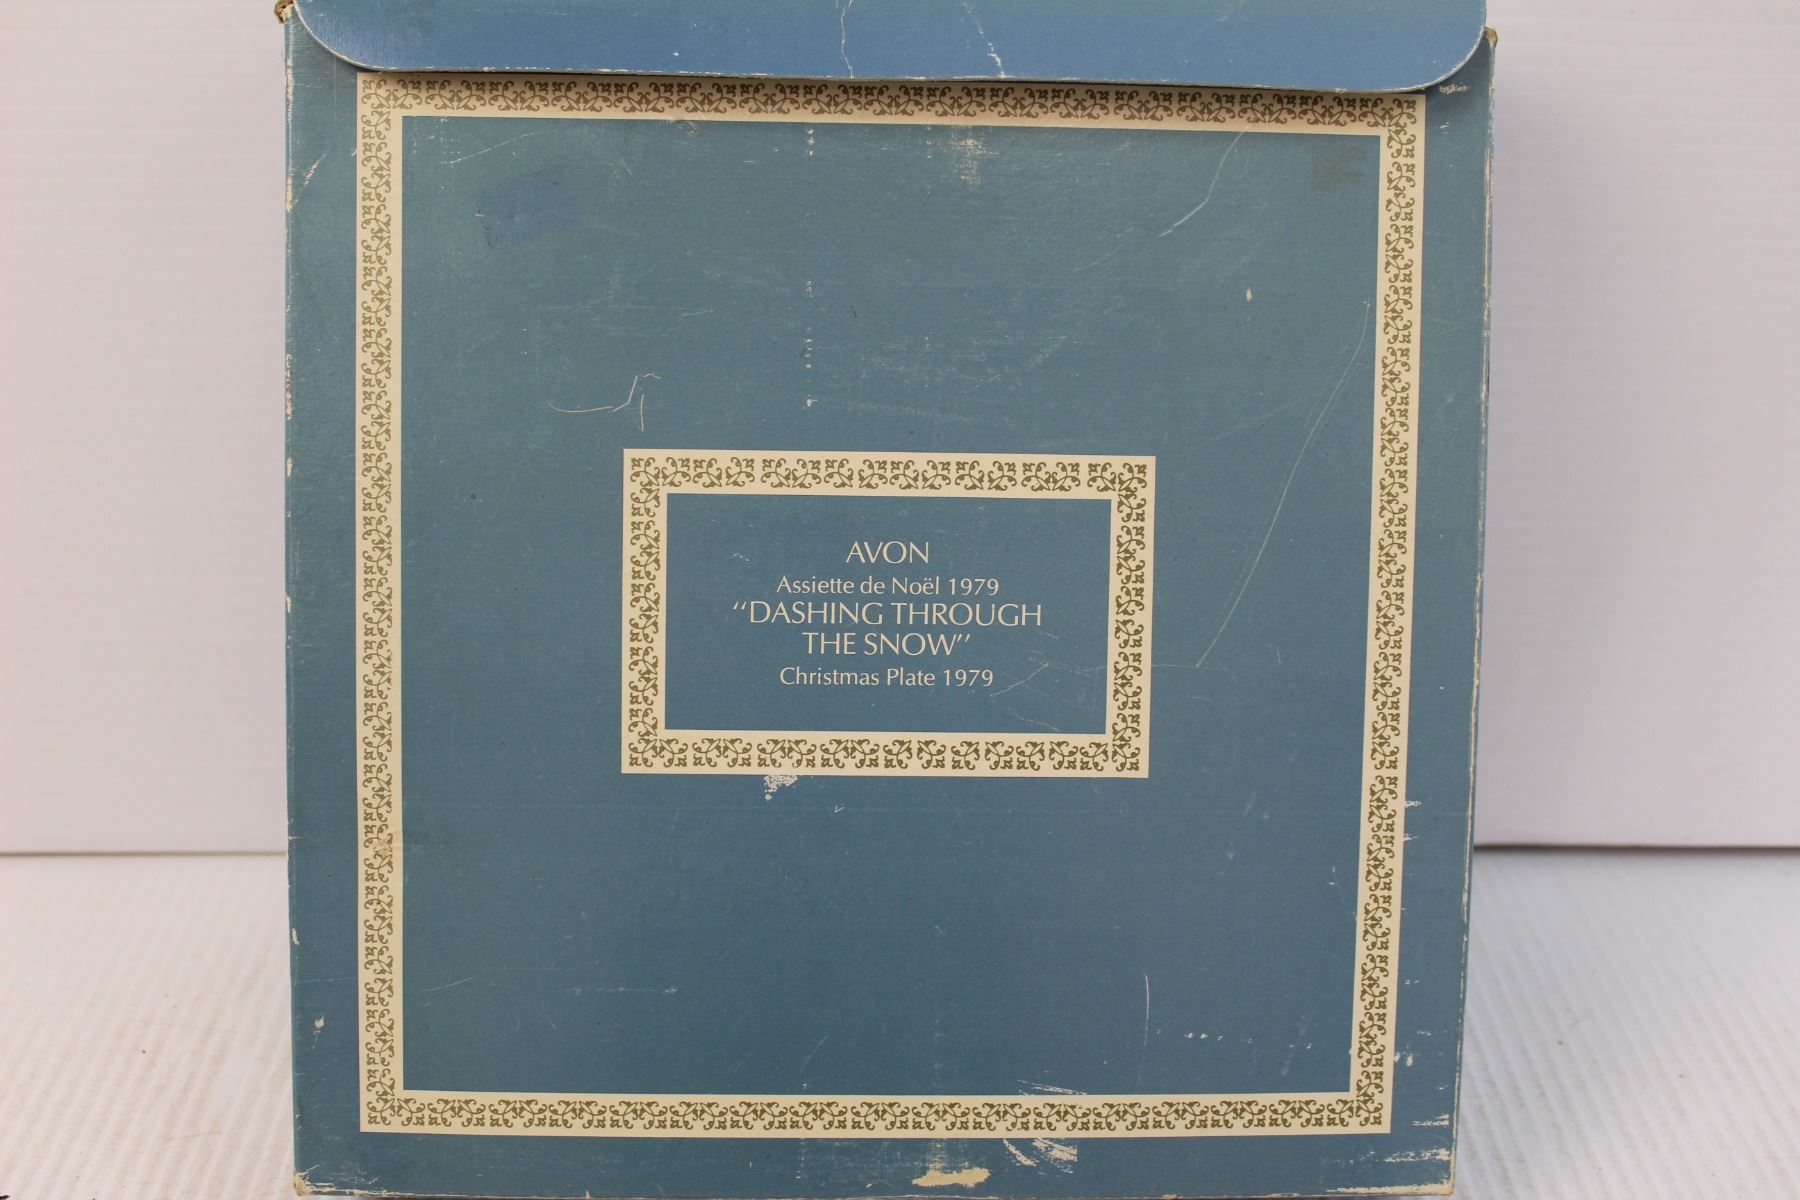 AVON
Assiette de Noël 1979
“DASHING THROUGH
THE SNOW”
Christmas Plate 1979